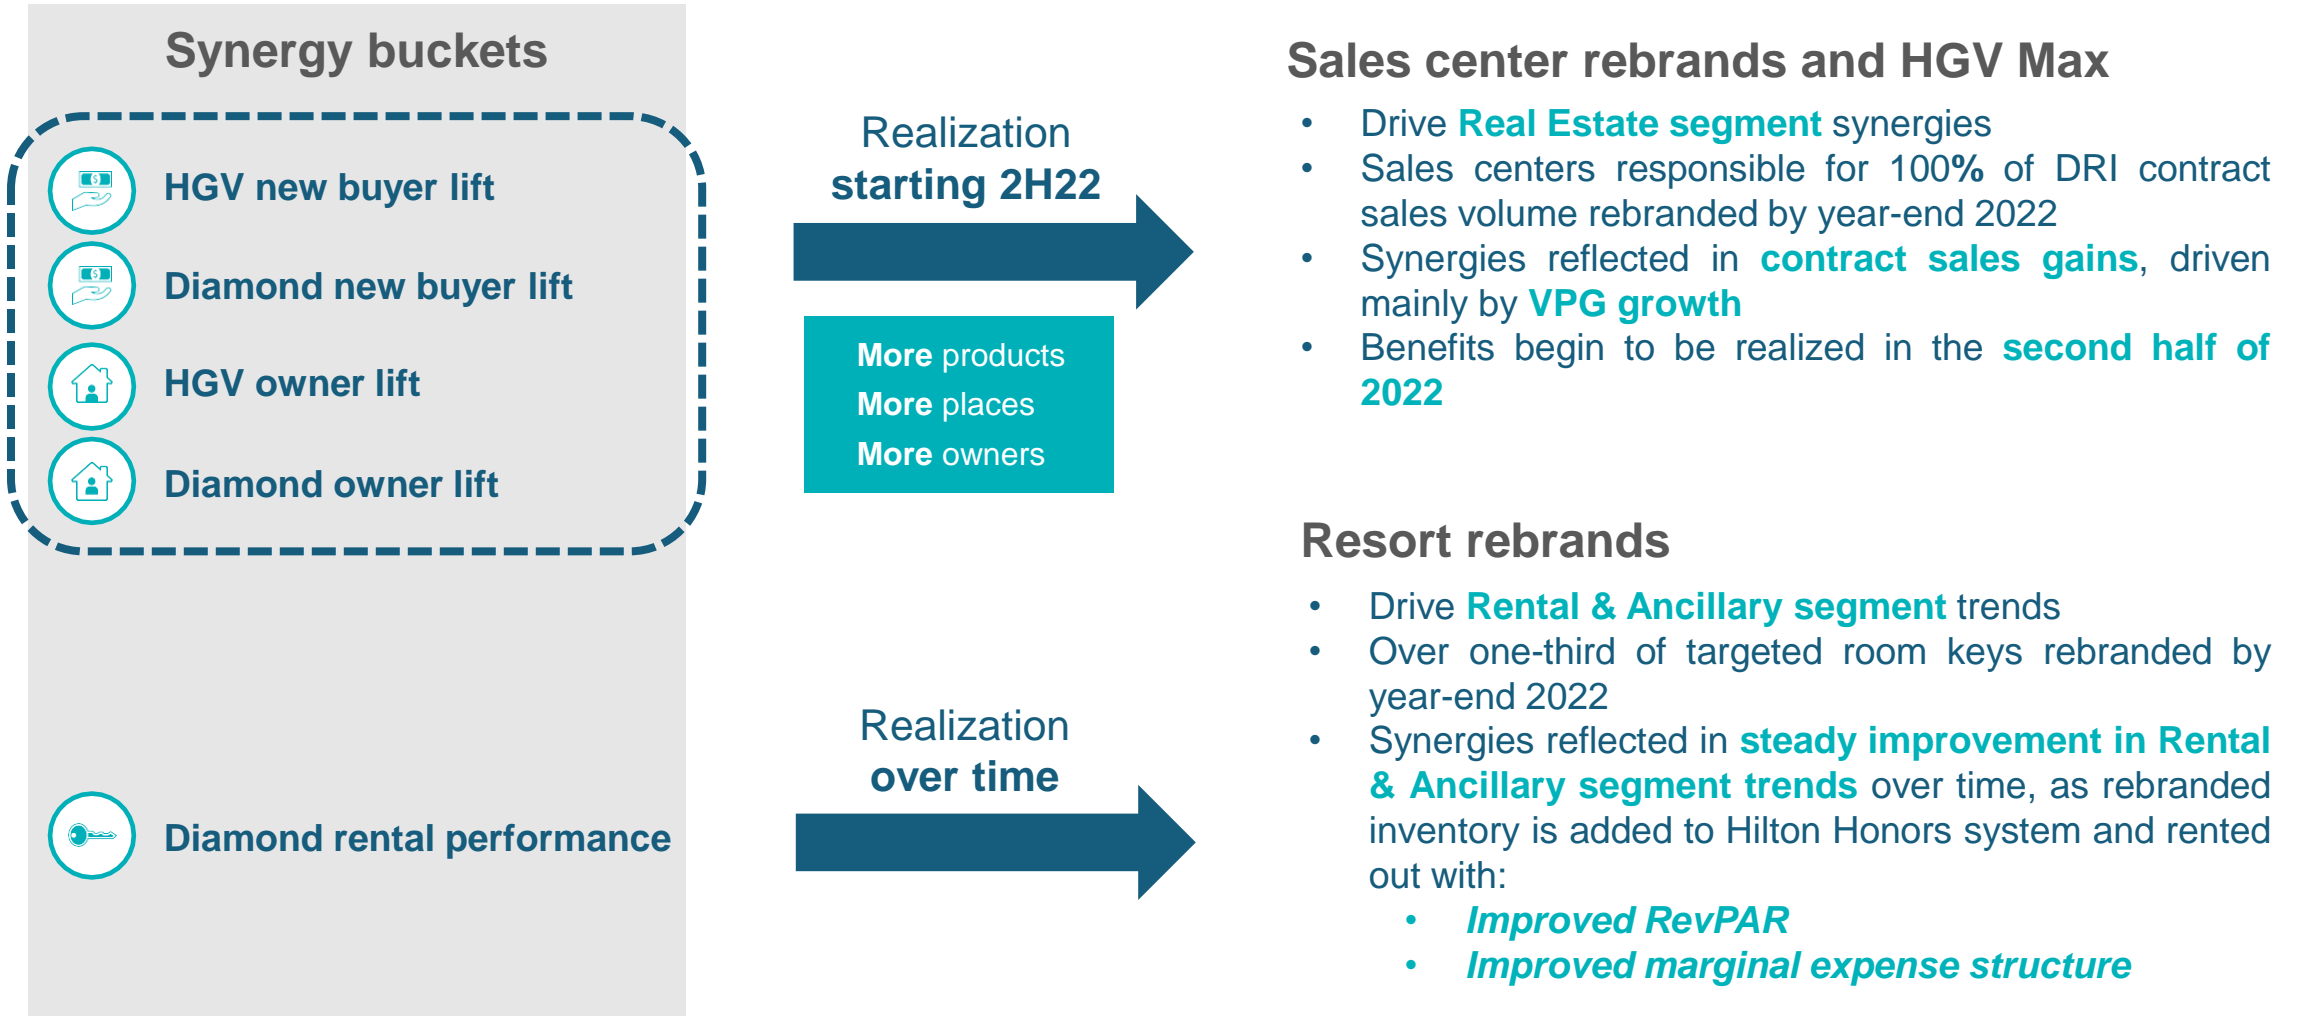 Synergy buckets
HGV new buyer lift
Diamond new buyer lift
HGV owner lift
Diamond owner lift
Diamond rental performance
Realization
starting 2H22
More products
More places
More owners
Realization
over time
Sales center rebrands and HGV Max
• Drive Real Estate segment synergies
• Sales centers responsible for 100% of DRI contract
sales volume rebranded by year-end 2022
• Synergies reflected in contract sales gains, driven
mainly by VPG growth
• Benefits begin to be realized in the second half of
2022
Resort rebrands
• Drive Rental & Ancillary segment trends
• Over one-third of targeted room keys rebranded by
year-end 2022
• Synergies reflected in steady improvement in Rental
& Ancillary segment trends over time, as rebranded
inventory is added to Hilton Honors system and rented
out with:
• Improved RevPAR
• Improved marginal expense structure